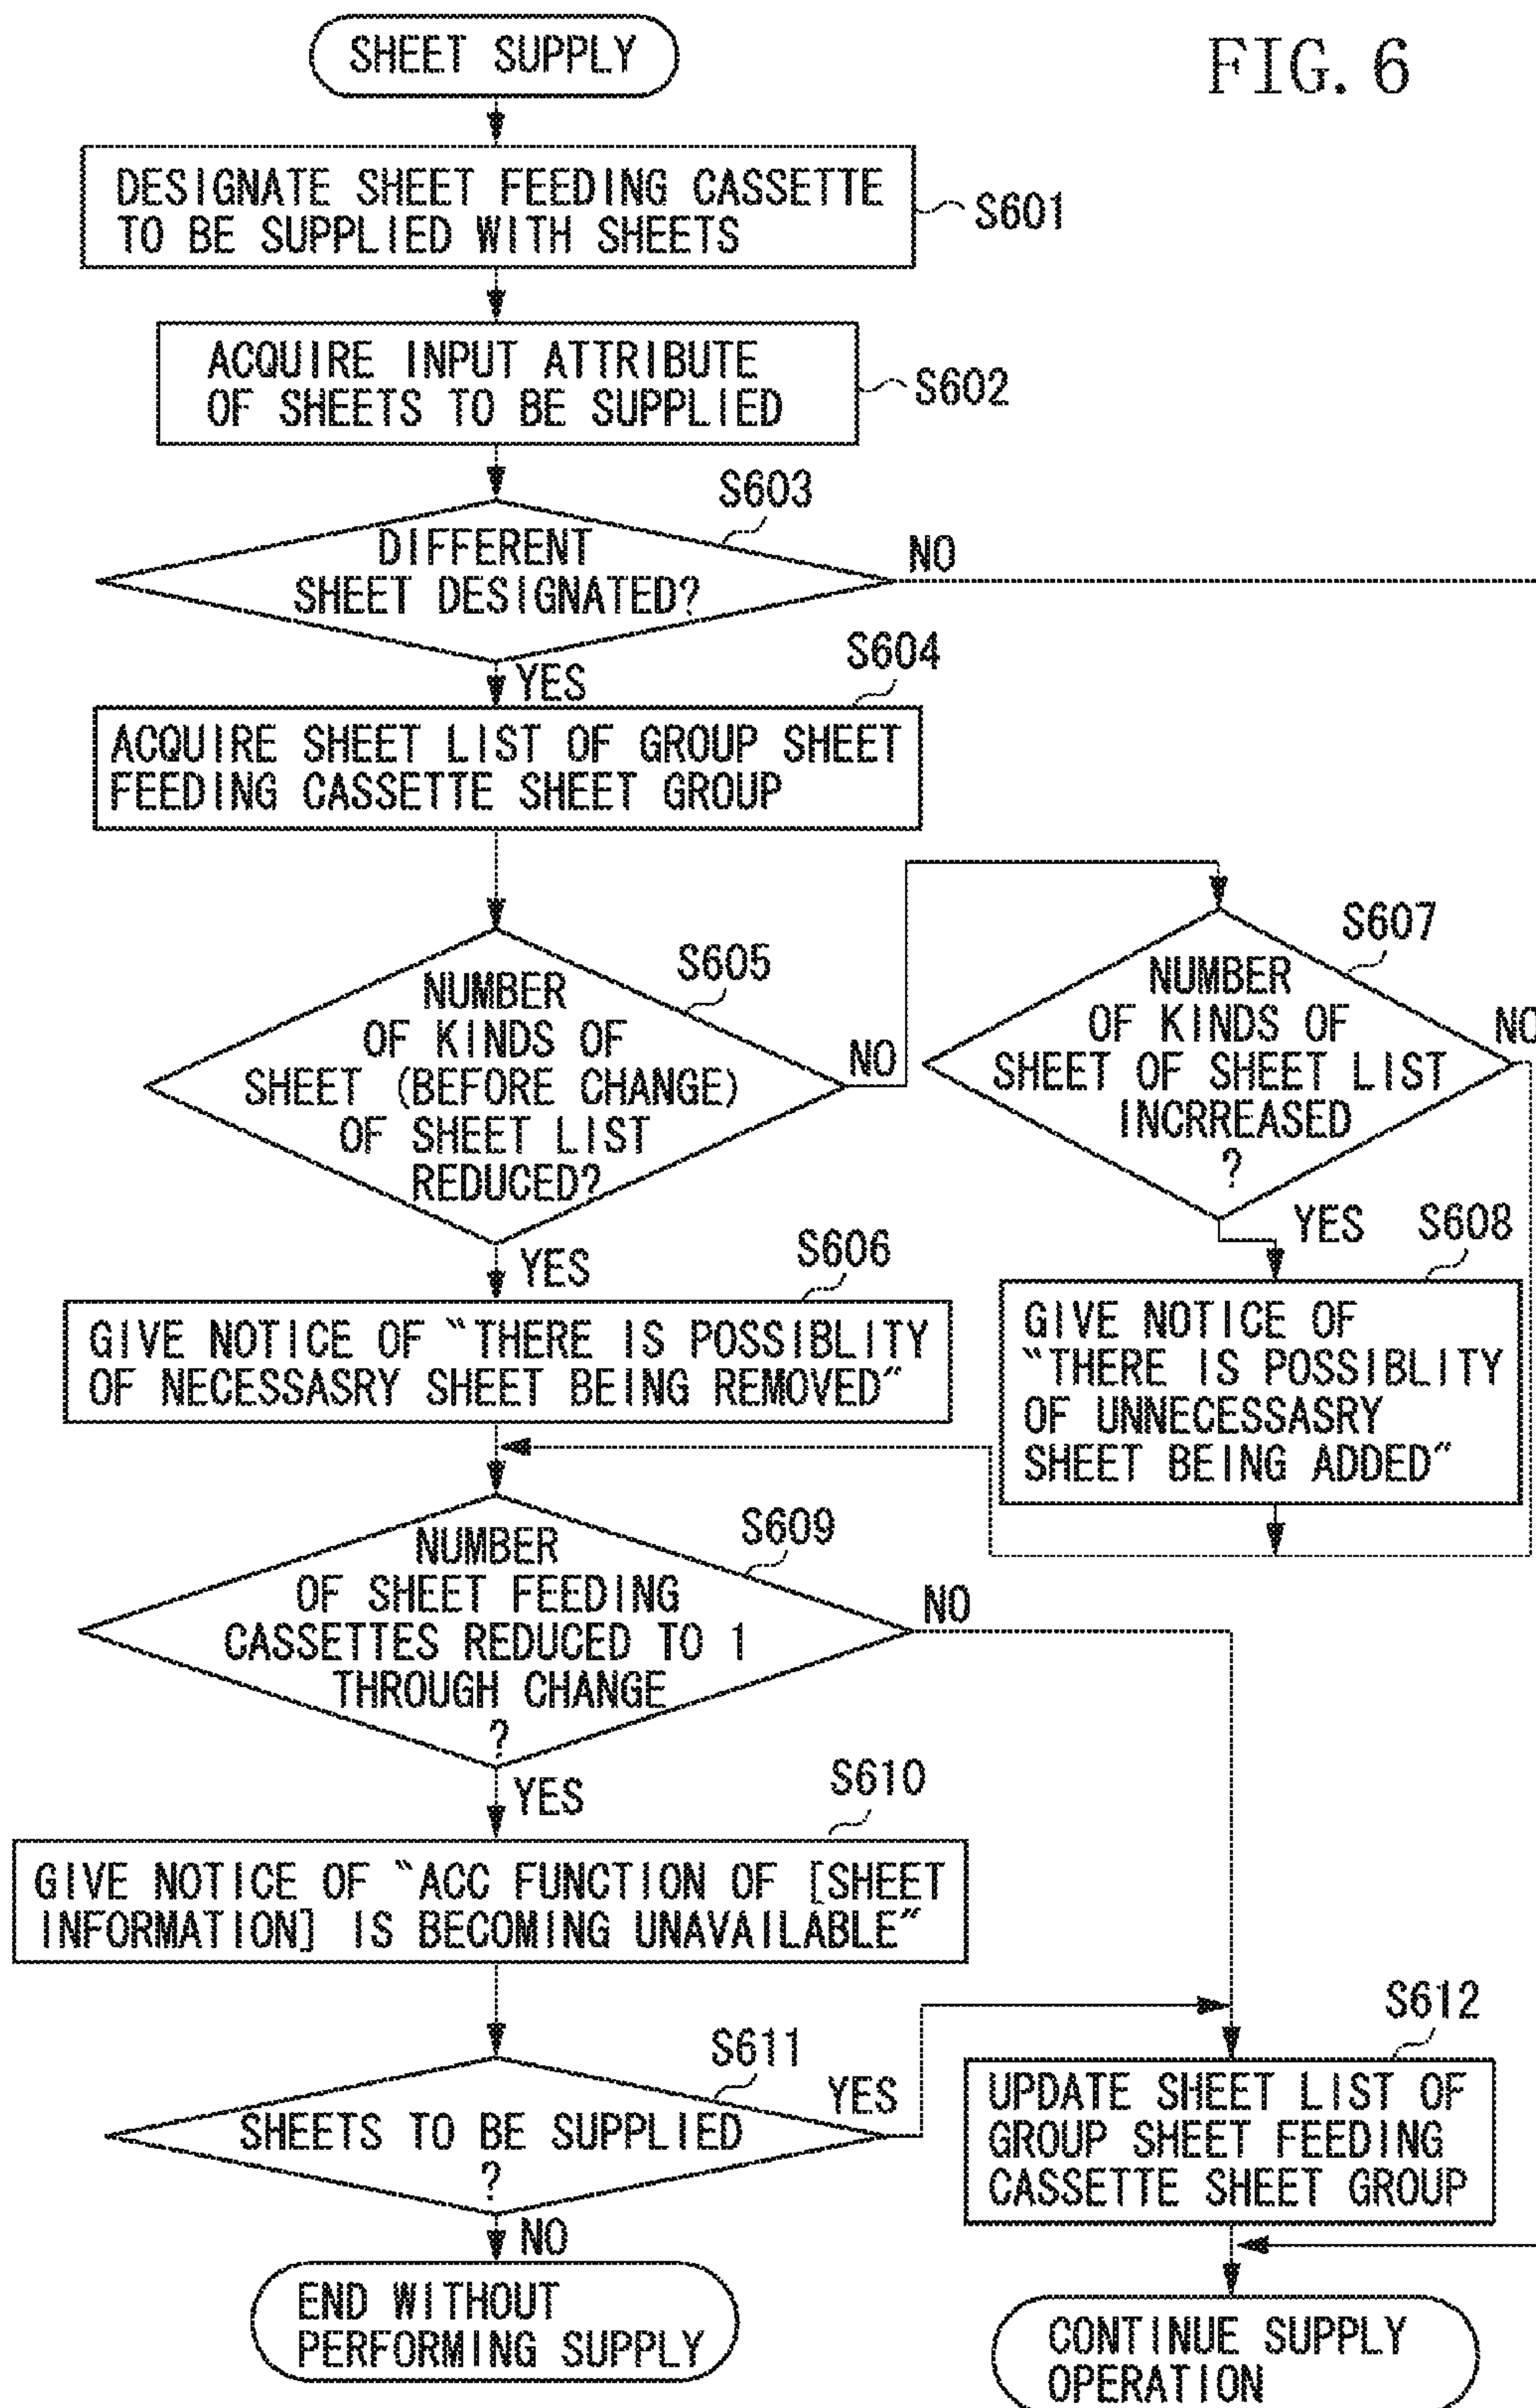 FIG. 6
SHEET SUPPLY
DESIGNATE SHEET FEEDING CASSETTE
TO BE SUPPLIED WITH SHEETS
S601
ACQUIRE INPUT ATTRIBUTE
OF SHEETS TO BE SUPPLIED
S602
S603
DIFFERENT
SHEET DESIGNATED?
NO
YES
S604
ACQUIRE SHEET LIST OF GROUP SHEET
FEEDING CASSETTE SHEET GROUP
S605
NUMBER
OF KINDS OF
SHEET (BEFORE CHANGE)
OF SHEET LIST
REDUCED?
NO
YES
S607
NUMBER
OF KINDS OF
SHEET OF SHEET LIST
INCRREASED
?
NO
YES
S606
GIVE NOTICE OF “THERE IS POSSIBLITY
OF NECESSASRY SHEET BEING REMOVED”
S608
GIVE NOTICE OF
“THERE IS POSSIBLITY
OF UNNECESSASRY
SHEET BEING ADDED”
S609
NUMBER
OF SHEET FEEDING
CASSETTES REDUCED TO 1
THROUGH CHANGE
?
NO
YES
S610
GIVE NOTICE OF “ACC FUNCTION OF [SHEET
INFORMATION] IS BECOMING UNAVAILABLE”
S611
SHEETS TO BE SUPPLIED
?
YES
NO
S612
UPDATE SHEET LIST OF
GROUP SHEET FEEDING
CASSETTE SHEET GROUP
END WITHOUT
PERFORMING SUPPLY
CONTINUE SUPPLY
OPERATION